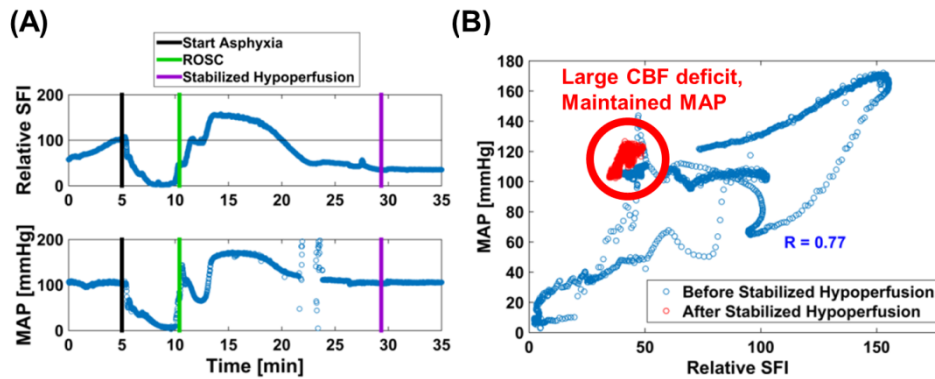 (A)
Start Asphyxia
ROSC
Stabilized Hypoperfusion
Relative SFI
200
100
0
0 5 10 15 20 25 30 35
MAP [mmHg]
200
100
0
0 5 10 15 20 25 30 35
Time [min]
(B)
MAP [mmHg]
180
160
140
120
100
80
60
40
20
0
Large CBF deficit,
Maintained MAP
R = 0.77
Before Stabilized Hypoperfusion
After Stabilized Hypoperfusion
0 50 100 150
Relative SFI